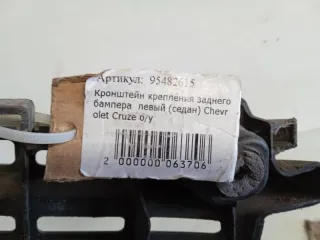 Артикул: 95482615
Кронштейн крепления заднего
бампера левый (седан) Chevr
olet Cruze б/у
2 000000 063706